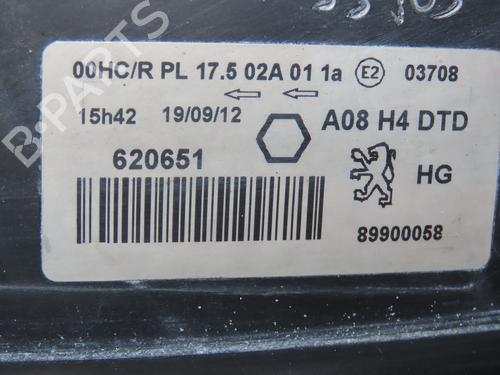 00HC/R PL 17.5 02A 01 1a E2 03708
15h42 19/09/12 A08 H4 DTD
620651
HG
89900058
B-PARTS